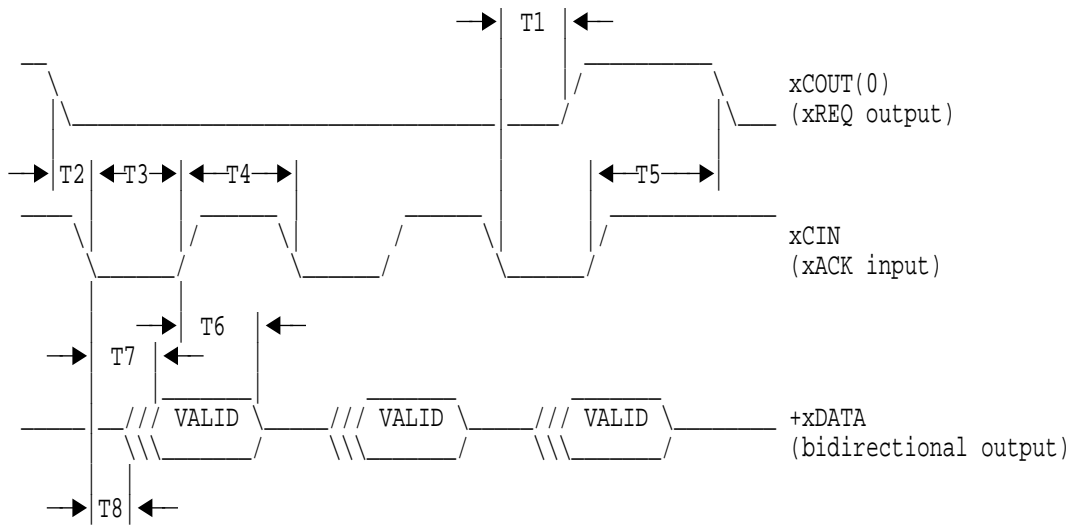 T1
xCOUT(0)
(xREQ output)
T2 T3 T4 T5
xCIN
(xACK input)
T6
T7
VALID VALID VALID +xDATA
(bidirectional output)
T8